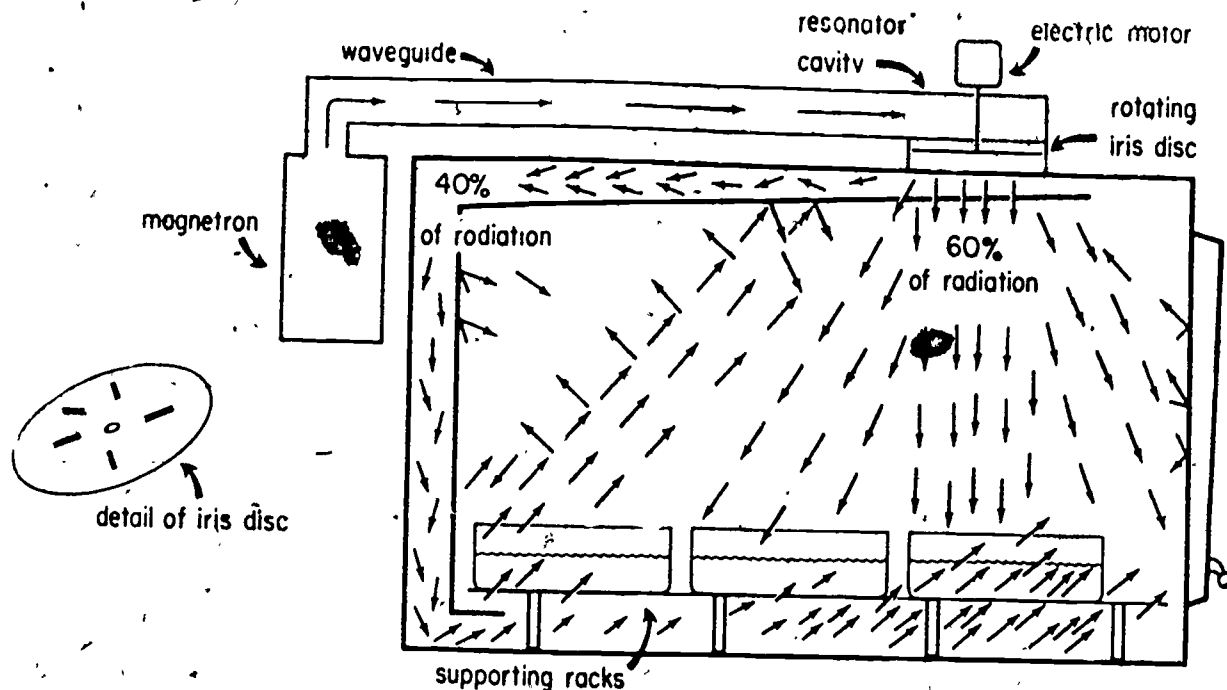 waveguide
resonator
cavity
electric motor
rotating
iris disc
40%
of radiation
magnetron
60%
of radiation
detail of iris disc
supporting racks